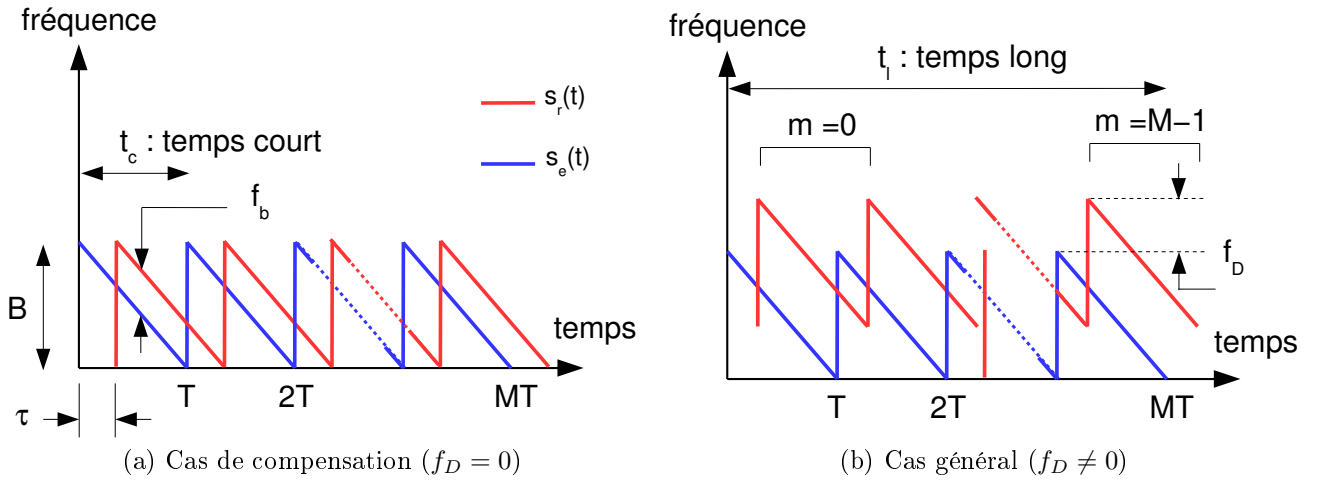 fréquence
s_r(t)
s_e(t)
t_c : temps court
f_b
B
temps
T
2T
MT
τ
(a) Cas de compensation (f_D = 0)
fréquence
t_l : temps long
m =0
m =M−1
f_D
temps
T
2T
MT
(b) Cas général (f_D ≠ 0)